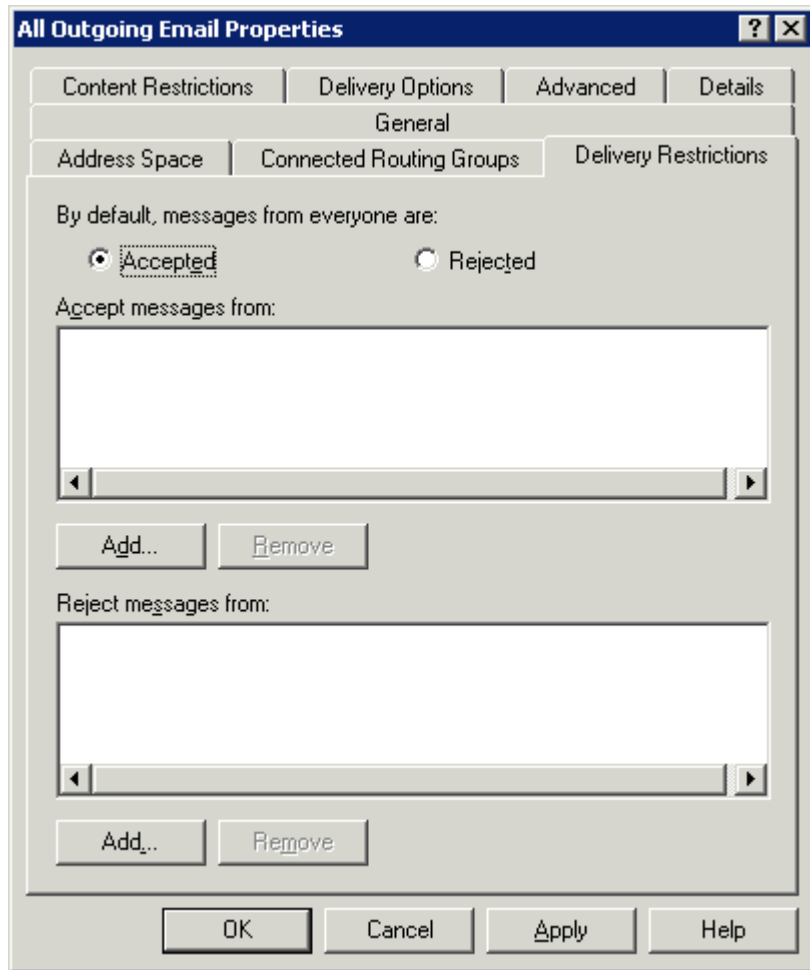 All Outgoing Email Properties
Content Restrictions Delivery Options Advanced Details
General
Address Space Connected Routing Groups Delivery Restrictions
By default, messages from everyone are:
Accepted Rejected
Accept messages from:
Add... Remove
Reject messages from:
Add... Remove
OK Cancel Apply Help